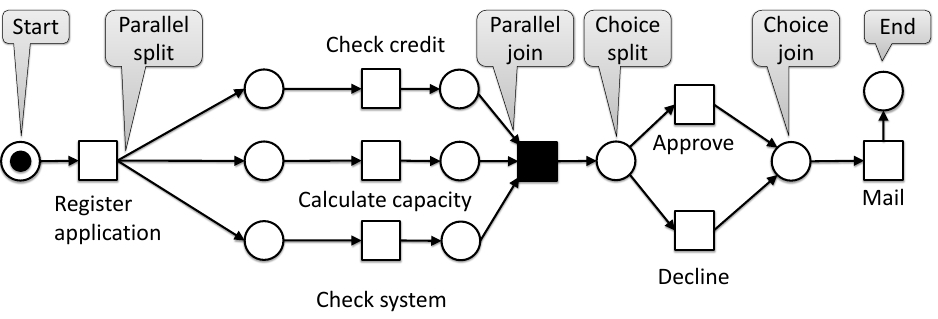 Start
Parallel
split
Check credit
Parallel
join
Choice
split
Choice
join
End
Approve
Register
application
Calculate capacity
Mail
Decline
Check system